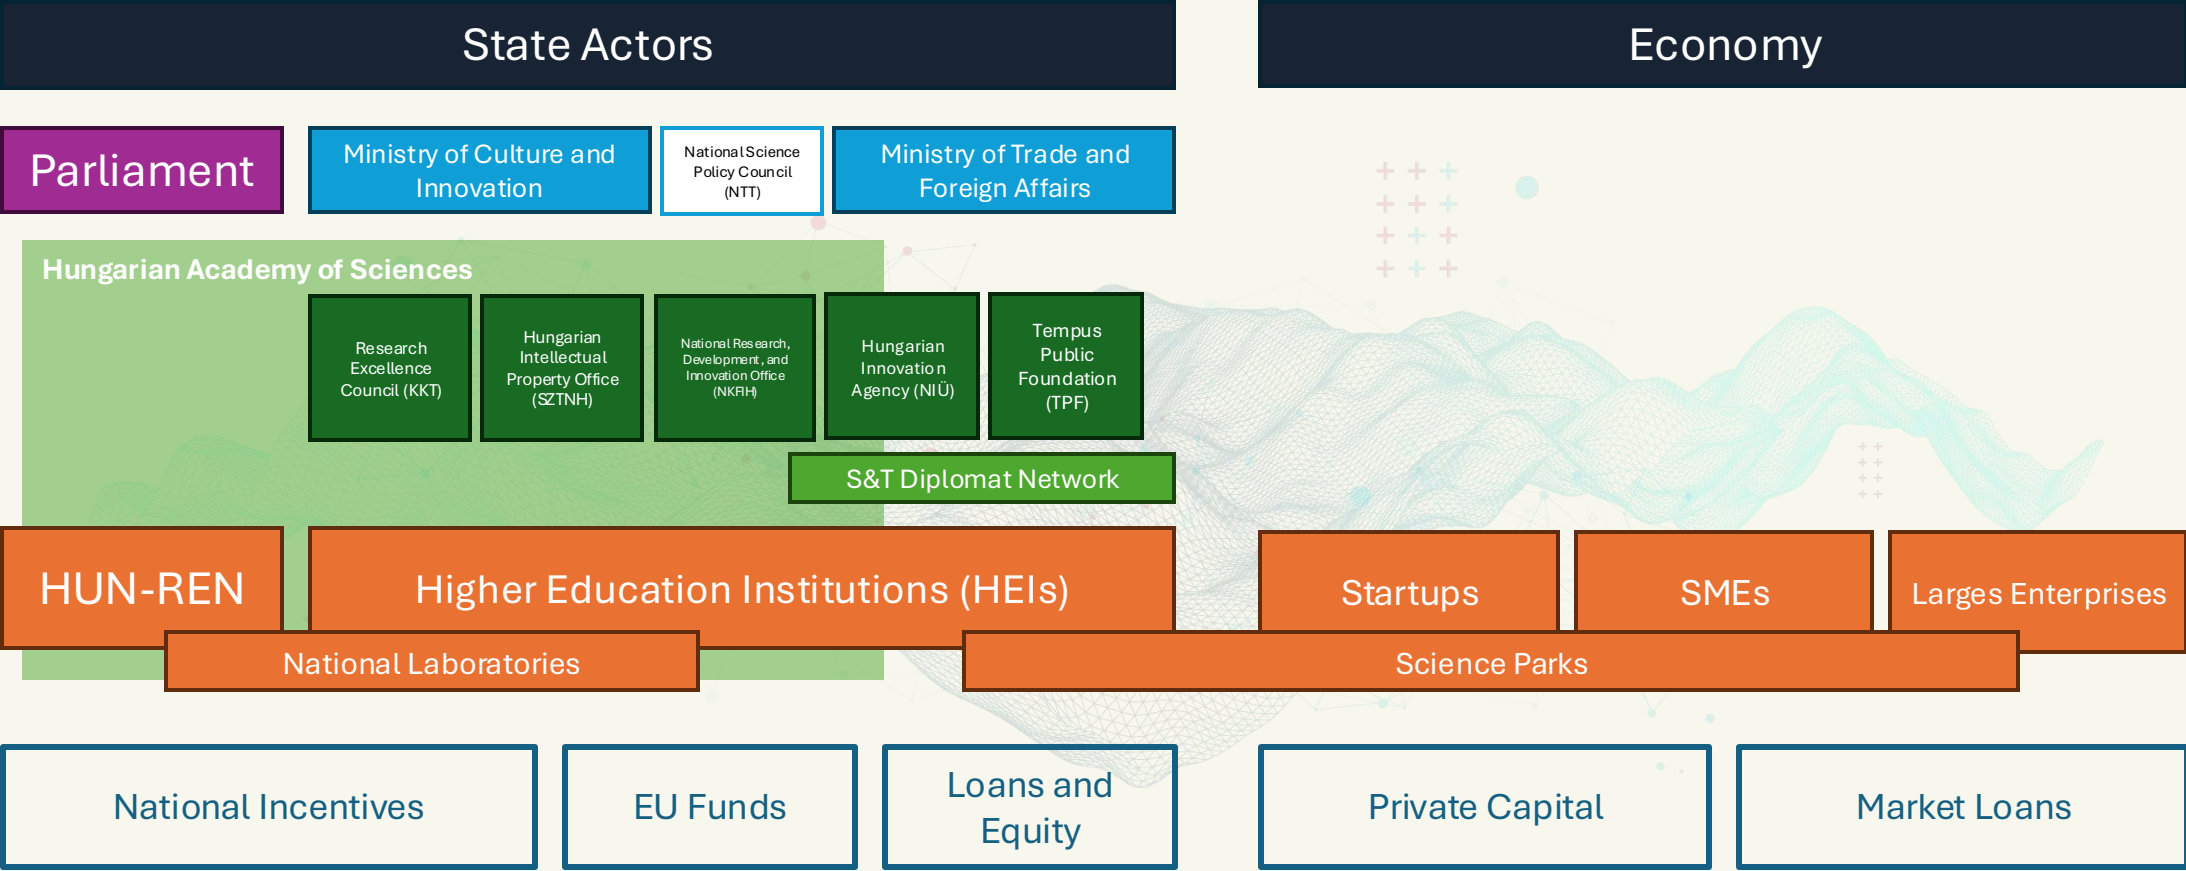 State Actors
Economy
Parliament
Ministry of Culture and
Innovation
National Science
Policy Council
(NTT)
Ministry of Trade and
Foreign Affairs
Hungarian Academy of Sciences
Research
Excellence
Council (KKT)
Hungarian
Intellectual
Property Office
(SZTNH)
National Research,
Development, and
Innovation Office
(NKFIH)
Hungarian
Innovation
Agency (NIÜ)
Tempus
Public
Foundation
(TPF)
S&T Diplomat Network
HUN-REN
Higher Education Institutions (HEIs)
Startups
SMEs
Larges Enterprises
National Laboratories
Science Parks
National Incentives
EU Funds
Loans and
Equity
Private Capital
Market Loans